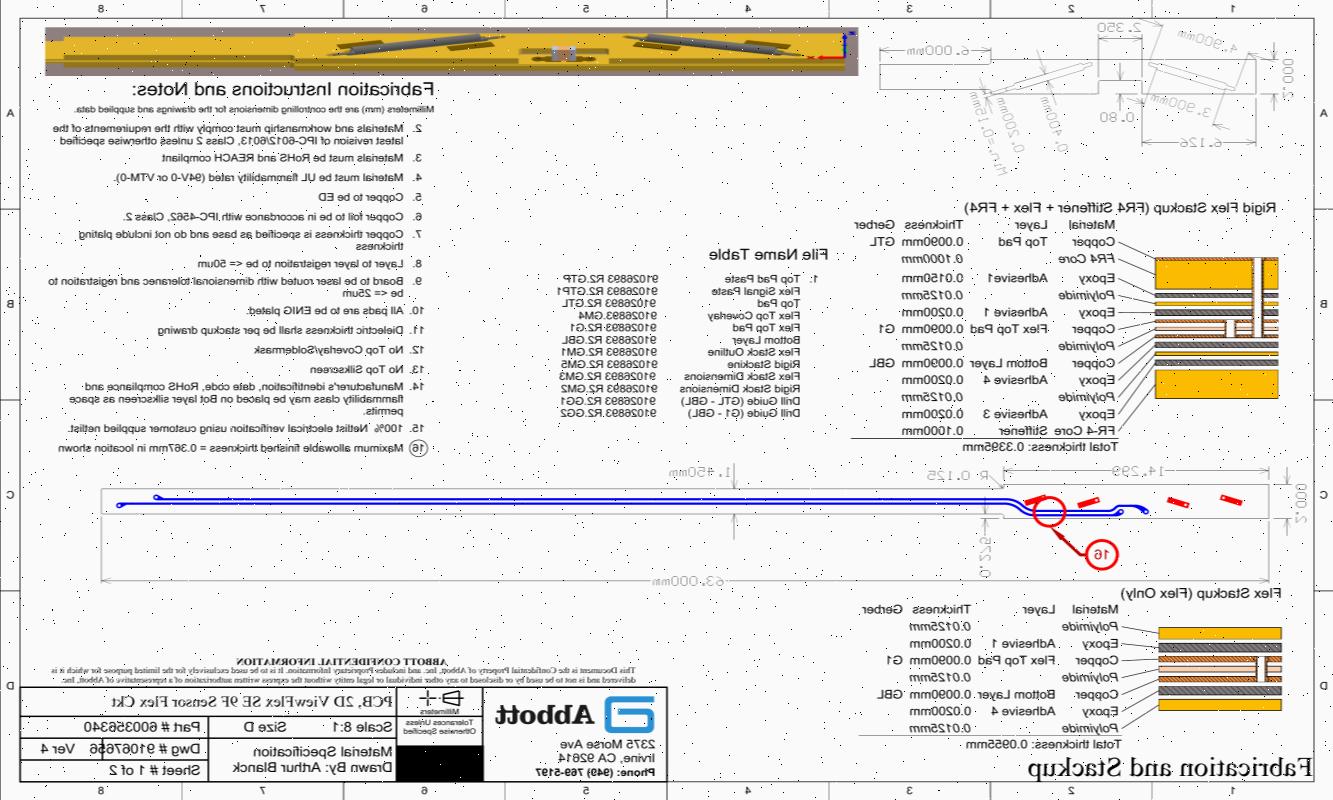 1 2 3 4 5 6 7 8
A
B
C
D
2.350
4.900mm
6.000mm
2.000
3.900mm
0.80
0.400mm
0.200mm
Min.=0.15mm
6.126
Rigid Flex Stackup (FR4 Stiffener + Flex + FR4)
Material Layer Thickness Gerber
Copper Top Pad 0.0090mm GTL
FR4 Core 0.1000mm
Epoxy Adhesive1 0.0150mm
Polyimide 0.0125mm
Epoxy Adhesive 1 0.0200mm
Copper Flex Top Pad 0.0090mm G1
Polyimide 0.0125mm
Copper Bottom Layer 0.0090mm GBL
Epoxy Adhesive 4 0.0200mm
Polyimide 0.0125mm
Epoxy Adhesive 3 0.0200mm
FR-4 Core Stiffener 0.1000mm
Total thickness: 0.3395mm
File Name Table
1. Top Pad Paste 91026893.R2.GTP
Flex Signal Paste 91026893.R2.GTP1
Top Pad 91026893.R2.GTL
Flex Top Coverlay 91026893.GM4
Flex Top Pad 91026893.R2.G1
Bottom Layer 91026893.R2.GBL
Flex Stack Outline 91026893.R2.GM1
Rigid Stackine 91026893.R2.GM5
Flex Stack Dimensions 91026893.R2.GM3
Rigid Stack Dimensions 91026893.R2.GM2
Drill Guide (GTL - GBL) 91026893.R2.GG1
Drill Guide (G1 - GBL) 91026893.R2.GG2
Fabrication Instructions and Notes:
Millimeters (mm) are the controlling dimensions for the drawings and supplied data.
2. Materials and workmanship must comply with the requirements of the
latest revision of IPC-6012/6013, Class 2 unless otherwise specified
3. Materials must be RoHS and REACH compliant
4. Material must be UL flammability rated (94V-0 or VTM-0).
5. Copper to be ED
6. Copper foil to be in accordance with IPC-4562, Class 2.
7. Copper thickness is specified as base and do not include plating
thickness
8. Layer to layer registration to be <= 50um
9. Board to be laser routed with dimensional tolerance and registration to
be <= 25um
10. All pads are to be ENIG plated.
11. Dielectric thickness shall be per stackup drawing
12. No Top Coverlay/Soldermask
13. No Top Silkscreen
14. Manufacturer's identification, date code, RoHS compliance and
flammability class may be placed on Bot layer silkscreen as space
permits.
15. 100% Netlist electrical verification using customer supplied netlist.
16 Maximum allowable finished thickness = 0.367mm in location shown
14.299
R 0.125
1.450mm
2.000
0.275
16
63.000mm
Flex Stackup (Flex Only)
Material Layer Thickness Gerber
Polyimide 0.0125mm
Epoxy Adhesive 1 0.0200mm
Copper Flex Top Pad 0.0090mm G1
Polyimide 0.0125mm
Copper Bottom Layer 0.0090mm GBL
Epoxy Adhesive 4 0.0200mm
Polyimide 0.0125mm
Total thickness: 0.0955mm
Fabrication and Stackup
ABBOTT CONFIDENTIAL INFORMATION
This Document is the Confidential Property of Abbott, Inc. and includes Proprietary Information. It is to be used exclusively for the limited purpose for which it is
delivered and is not to be used by or disclosed to any other individual or legal entity without the express written authorization of a representative of Abbott, Inc.
Abbott
2375 Morse Ave
Irvine, CA 92614
Phone: (949) 769-5197
Millimeters
Tolerances Unless
Otherwise Specified
PCB, 2D ViewFlex SE 9F Sensor Flex Ckt
Scale 8:1 Size D Part # 600356340
Material Specification
Drawn By: Arthur Blanck
Dwg # 91067656 Ver 4
Sheet # 1 of 2
1 2 3 4 5 6 7 8